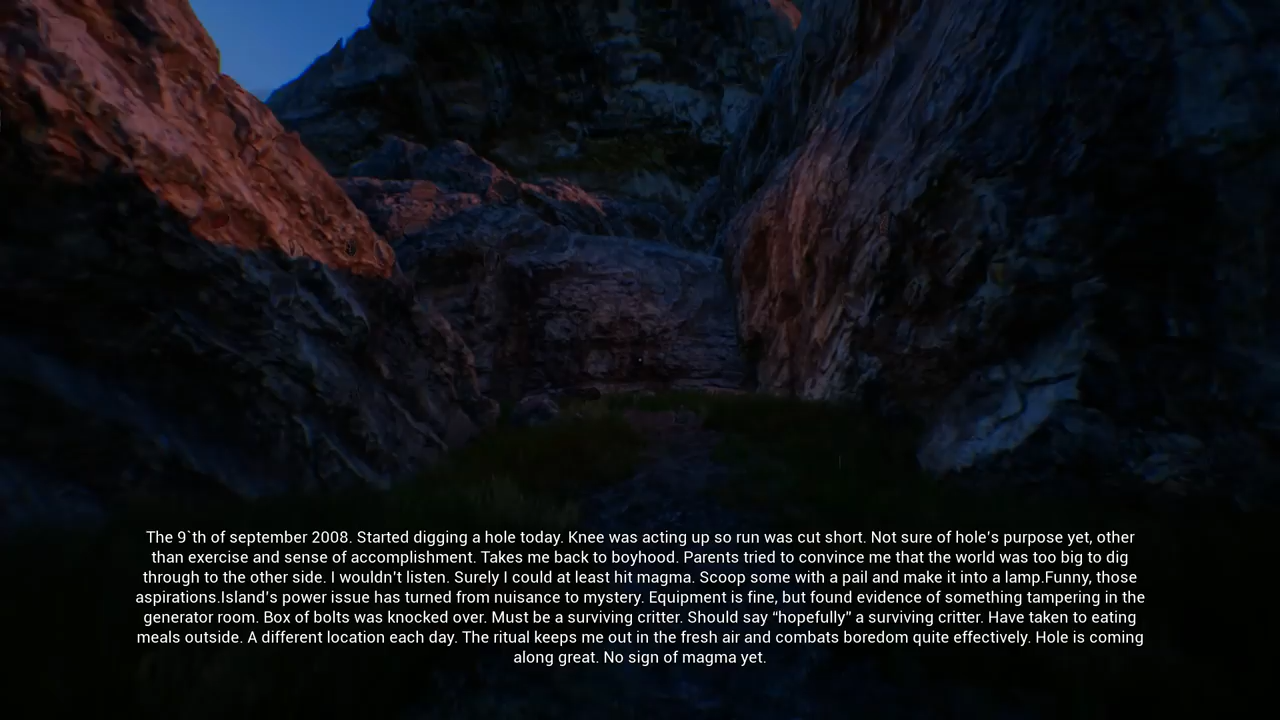 The 9`th of september 2008. Started digging a hole today. Knee was acting up so run was cut short. Not sure of hole's purpose yet, other
than exercise and sense of accomplishment. Takes me back to boyhood. Parents tried to convince me that the world was too big to dig
through to the other side. I wouldn't listen. Surely I could at least hit magma. Scoop some with a pail and make it into a lamp.Funny, those
aspirations.Island's power issue has turned from nuisance to mystery. Equipment is fine, but found evidence of something tampering in the
generator room. Box of bolts was knocked over. Must be a surviving critter. Should say “hopefully” a surviving critter. Have taken to eating
meals outside. A different location each day. The ritual keeps me out in the fresh air and combats boredom quite effectively. Hole is coming
along great. No sign of magma yet.